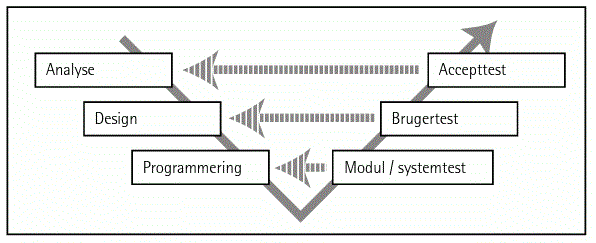 Analyse
Accepttest
Design
Brugertest
Programmering
Modul / systemtest